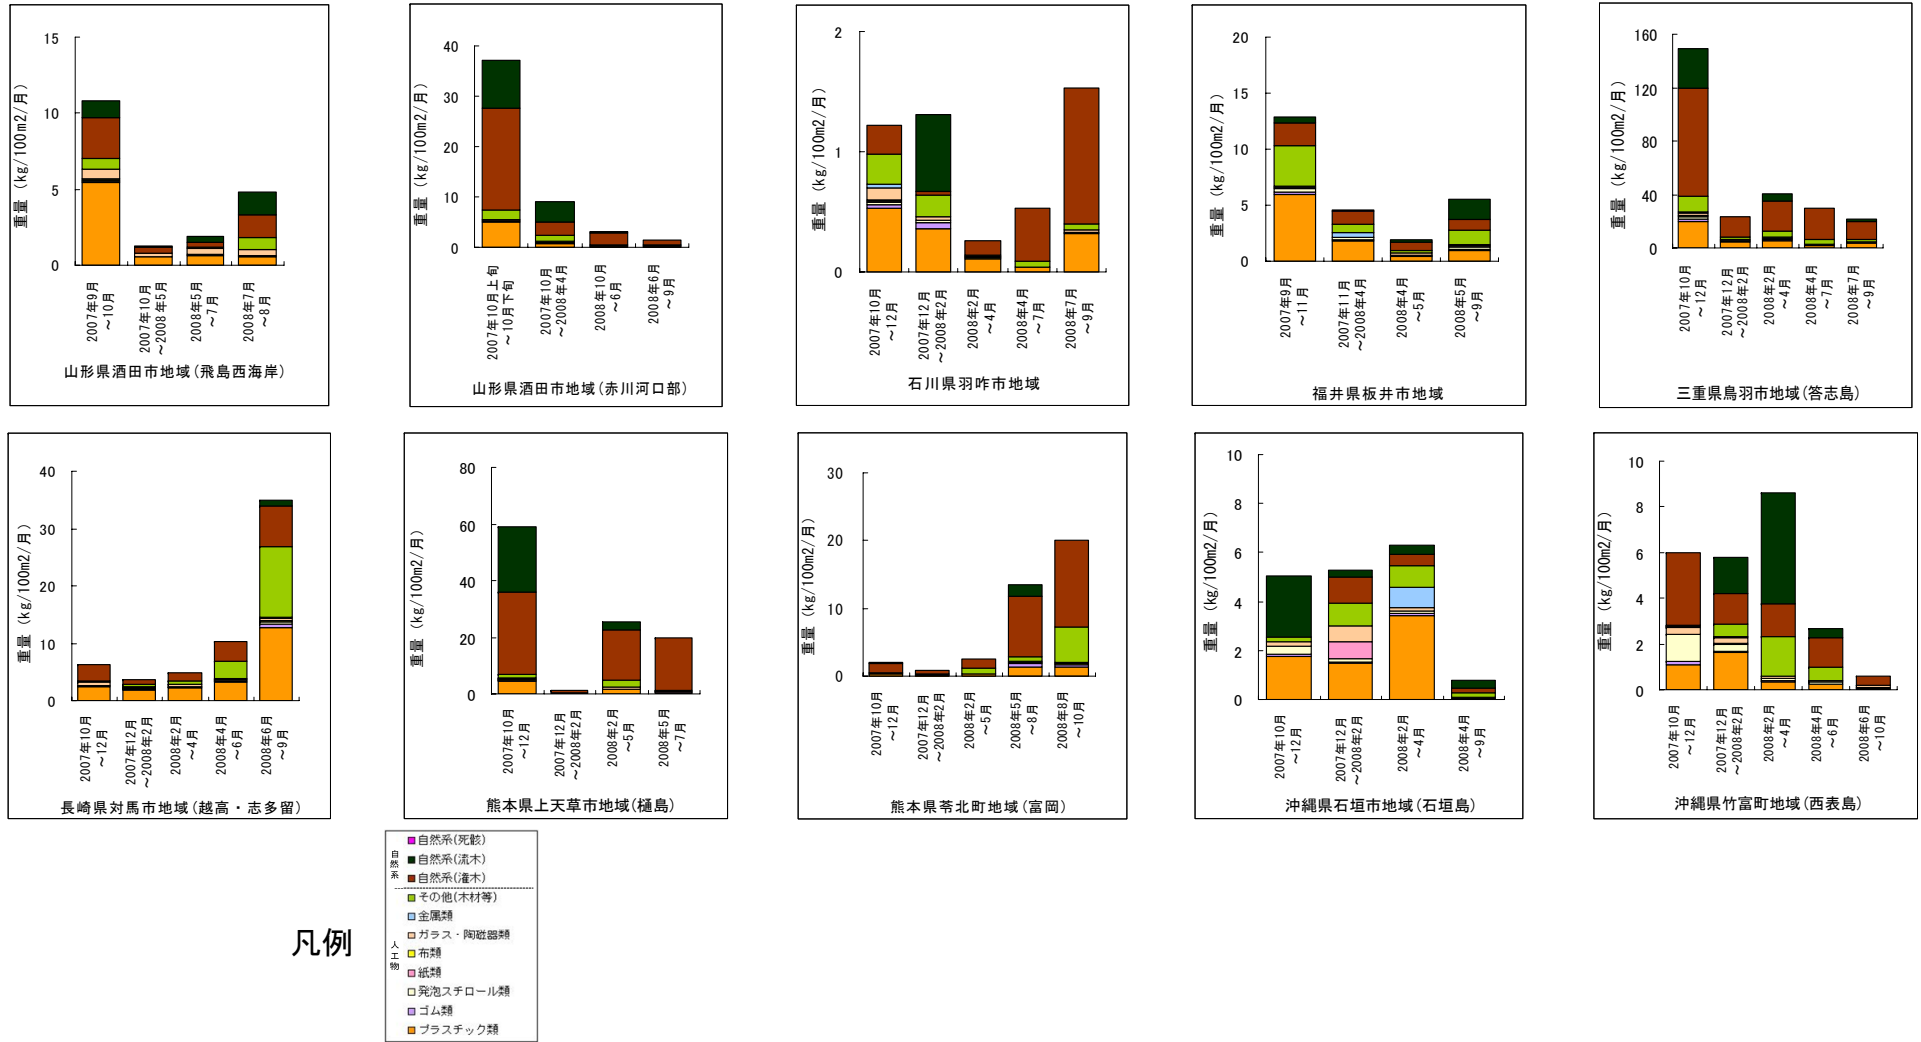 重量 (kg/100m2/月)
15
10
5
0
2007年9月
～10月
2007年10月
～2008年5月
2008年5月
～7月
2008年7月
～8月
山形県酒田市地域(飛島西海岸)
重量 (kg/100m2/月)
40
30
20
10
0
2007年10月上旬
～10月下旬
2007年10月
～2008年4月
2008年10月
～6月
2008年6月
～9月
山形県酒田市地域(赤川河口部)
重量 (kg/100m2/月)
2
1
0
2007年10月
～12月
2007年12月
～2008年2月
2008年2月
～4月
2008年4月
～7月
2008年7月
～9月
石川県羽咋市地域
重量 (kg/100m2/月)
20
15
10
5
0
2007年9月
～11月
2007年11月
～2008年4月
2008年4月
～5月
2008年5月
～9月
福井県板井市地域
重量 (kg/100m2/月)
160
120
80
40
0
2007年10月
～12月
2007年12月
～2008年2月
2008年2月
～4月
2008年4月
～7月
2008年7月
～9月
三重県鳥羽市地域(答志島)
重量 (kg/100m2/月)
40
30
20
10
0
2007年10月
～12月
2007年12月
～2008年2月
2008年2月
～4月
2008年4月
～6月
2008年6月
～9月
長崎県対馬市地域(越高・志多留)
重量 (kg/100m2/月)
80
60
40
20
0
2007年10月
～12月
2007年12月
～2008年2月
2008年2月
～5月
2008年5月
～7月
熊本県上天草市地域(樋島)
重量 (kg/100m2/月)
30
20
10
0
2007年10月
～12月
2007年12月
～2008年2月
2008年2月
～5月
2008年5月
～8月
2008年8月
～10月
熊本県苓北町地域(富岡)
重量 (kg/100m2/月)
10
8
6
4
2
0
2007年10月
～12月
2007年12月
～2008年2月
2008年2月
～4月
2008年4月
～9月
沖縄県石垣市地域(石垣島)
重量 (kg/100m2/月)
10
8
6
4
2
0
2007年10月
～12月
2007年12月
～2008年2月
2008年2月
～4月
2008年4月
～6月
2008年6月
～10月
沖縄県竹富町地域(西表島)
凡例
自然系
自然系(死骸)
自然系(流木)
自然系(潅木)
人工物
その他(木材等)
金属類
ガラス・陶磁器類
布類
紙類
発泡スチロール類
ゴム類
プラスチック類